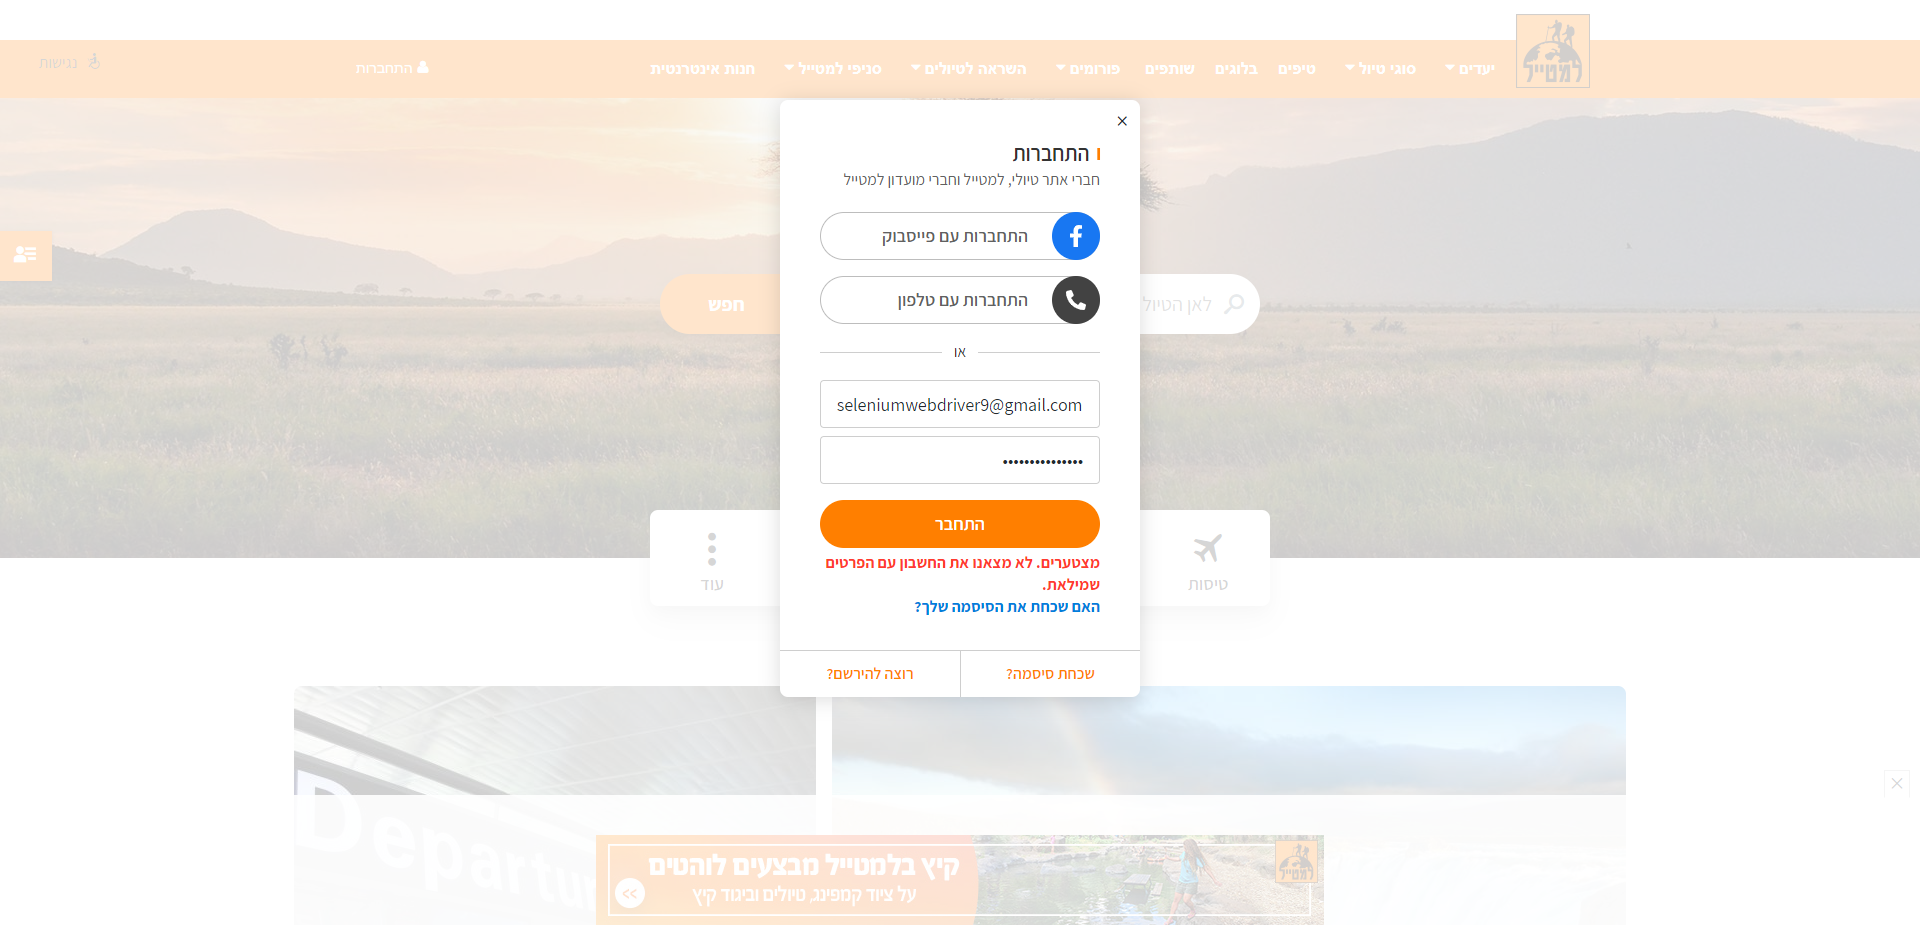 למטייל
יעדים
סוגי טיול
טיפים
בלוגים
שותפים
פורומים
השראה לטיולים
סניפי למטייל
חנות אינטרנטית
התחברות
נגישות
×
התחברות
חברי אתר טיולי, למטייל וחברי מועדון למטייל
התחברות עם פייסבוק
התחברות עם טלפון
או
seleniumwebdriver9@gmail.com
•••••••••••••••
התחבר
מצטערים. לא מצאנו את החשבון עם הפרטים
שמילאת.
האם שכחת את הסיסמה שלך?
שכחת סיסמה?
רוצה להירשם?
לאן הטיול
חפש
טיסות
עוד
Departu
קיץ בלמטייל מבצעים לוהטים
על ציוד קמפינג, טיולים וביגוד קיץ
>>
למטייל